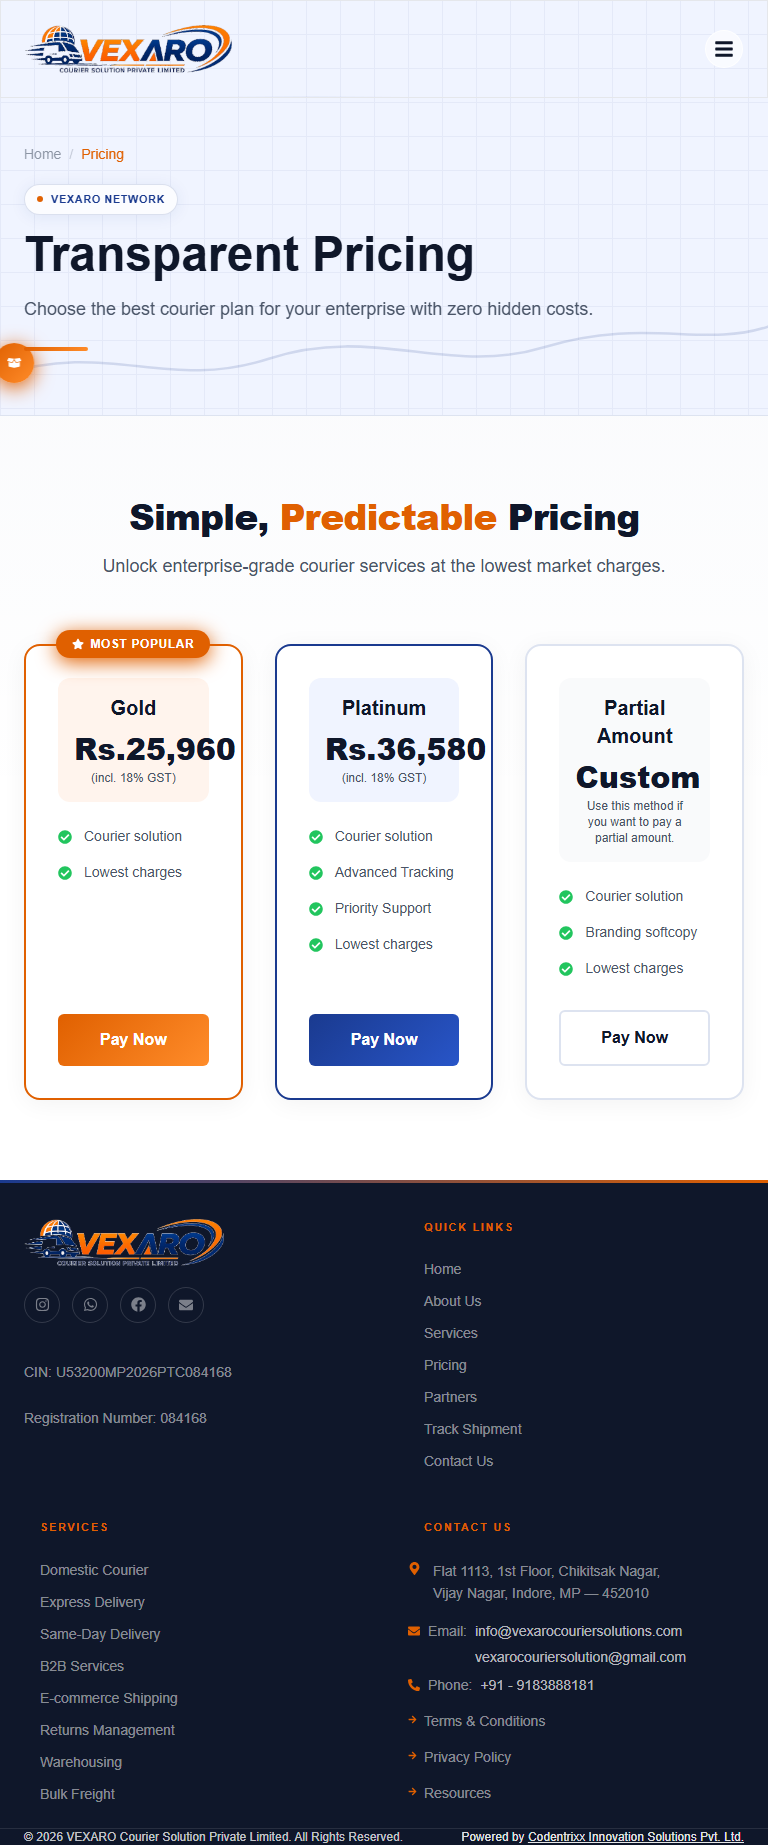 VEXARO
COURIER SOLUTION PRIVATE LIMITED
Home / Pricing
VEXARO NETWORK
Transparent Pricing
Choose the best courier plan for your enterprise with zero hidden costs.
Simple, Predictable Pricing
Unlock enterprise-grade courier services at the lowest market charges.
MOST POPULAR
Gold
Rs.25,960
(incl. 18% GST)
Courier solution
Lowest charges
Pay Now
Platinum
Rs.36,580
(incl. 18% GST)
Courier solution
Advanced Tracking
Priority Support
Lowest charges
Pay Now
Partial
Amount
Custom
Use this method if
you want to pay a
partial amount.
Courier solution
Branding softcopy
Lowest charges
Pay Now
VEXARO
COURIER SOLUTION PRIVATE LIMITED
CIN: U53200MP2026PTC084168
Registration Number: 084168
QUICK LINKS
Home
About Us
Services
Pricing
Partners
Track Shipment
Contact Us
SERVICES
Domestic Courier
Express Delivery
Same-Day Delivery
B2B Services
E-commerce Shipping
Returns Management
Warehousing
Bulk Freight
CONTACT US
Flat 1113, 1st Floor, Chikitsak Nagar,
Vijay Nagar, Indore, MP — 452010
Email: info@vexarocouriersolutions.com
vexarocouriersolution@gmail.com
Phone: +91 - 9183888181
Terms & Conditions
Privacy Policy
Resources
© 2026 VEXARO Courier Solution Private Limited. All Rights Reserved.
Powered by Codentrixx Innovation Solutions Pvt. Ltd.